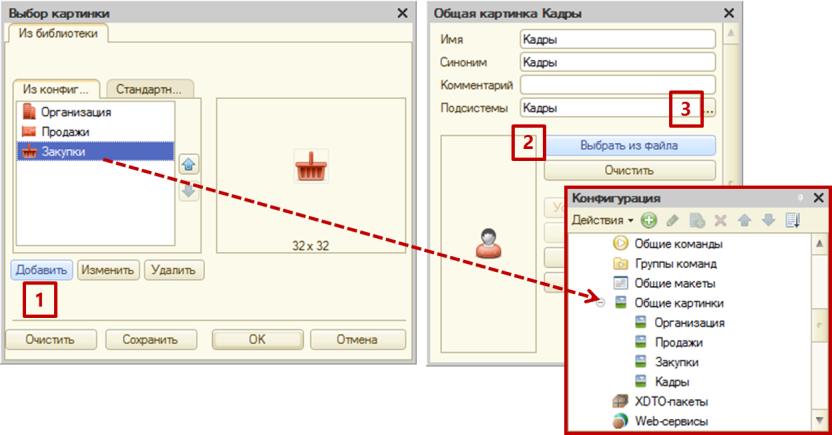 Выбор картинки
Из библиотеки
Из конфиг...
Стандартн...
Организация
Продажи
Закупки
32 x 32
Добавить
Изменить
Удалить
1
Очистить
Сохранить
OK
Отмена
Общая картинка Кадры
Имя
Кадры
Синоним
Кадры
Комментарий
Подсистемы
Кадры
...
3
2
Выбрать из файла
Очистить
Конфигурация
Действия
Общие команды
Группы команд
Общие макеты
Общие картинки
Организация
Продажи
Закупки
Кадры
XDTO-пакеты
Web-сервисы